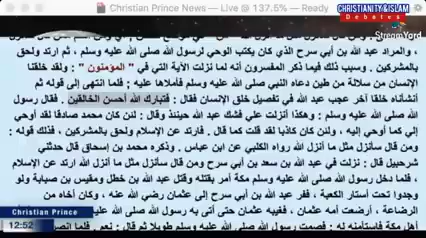 Christian Prince News — Live @ 137.5% — Ready
CHRISTIANITY&ISLAM
Debates
StreamYard
والمراد عبد الله بن أبي سرح الذي كان يكتب الوحي لرسول الله صلى الله عليه وسلم ، ثم ارتد ولحق
بالمشركين . وسبب ذلك فيما ذكر المفسرون أنه لما نزلت الآية التي في " المؤمنون " : ولقد خلقنا
الإنسان من سلالة من طين دعاه النبي صلى الله عليه وسلم فأملاها عليه ; فلما انتهى إلى قوله ثم
أنشأناه خلقا آخر عجب عبد الله في تفصيل خلق الإنسان فقال : فتبارك الله أحسن الخالقين . فقال رسول
الله صلى الله عليه وسلم : وهكذا أنزلت علي فشك عبد الله حينئذ وقال : لئن كان محمد صادقا لقد أوحي
إلي كما أوحي إليه ، ولئن كان كاذبا لقد قلت كما قال . فارتد عن الإسلام ولحق بالمشركين ، فذلك قوله :
ومن قال سأنزل مثل ما أنزل الله رواه الكلبي عن ابن عباس . وذكره محمد بن إسحاق قال حدثني
شرحبيل قال : نزلت في عبد الله بن سعد بن أبي سرح ومن قال سأنزل مثل ما أنزل الله ارتد عن الإسلام
، فلما دخل رسول الله صلى الله عليه وسلم مكة أمر بقتله وقتل عبد الله بن خطل ومقيس بن صبابة ولو
وجدوا تحت أستار الكعبة ; ففر عبد الله بن أبي سرح إلى عثمان رضي الله عنه ، وكان أخاه من
الرضاعة ، أرضعت أمه عثمان ، فغيبه عثمان حتى أتى به رسول الله صلى الله عليه وسلم
أهل مكة فاستأمنه له ; فصمت رسول الله صلى الله عليه وسلم طويلا ثم قال : نعم
Christian Prince
12:52